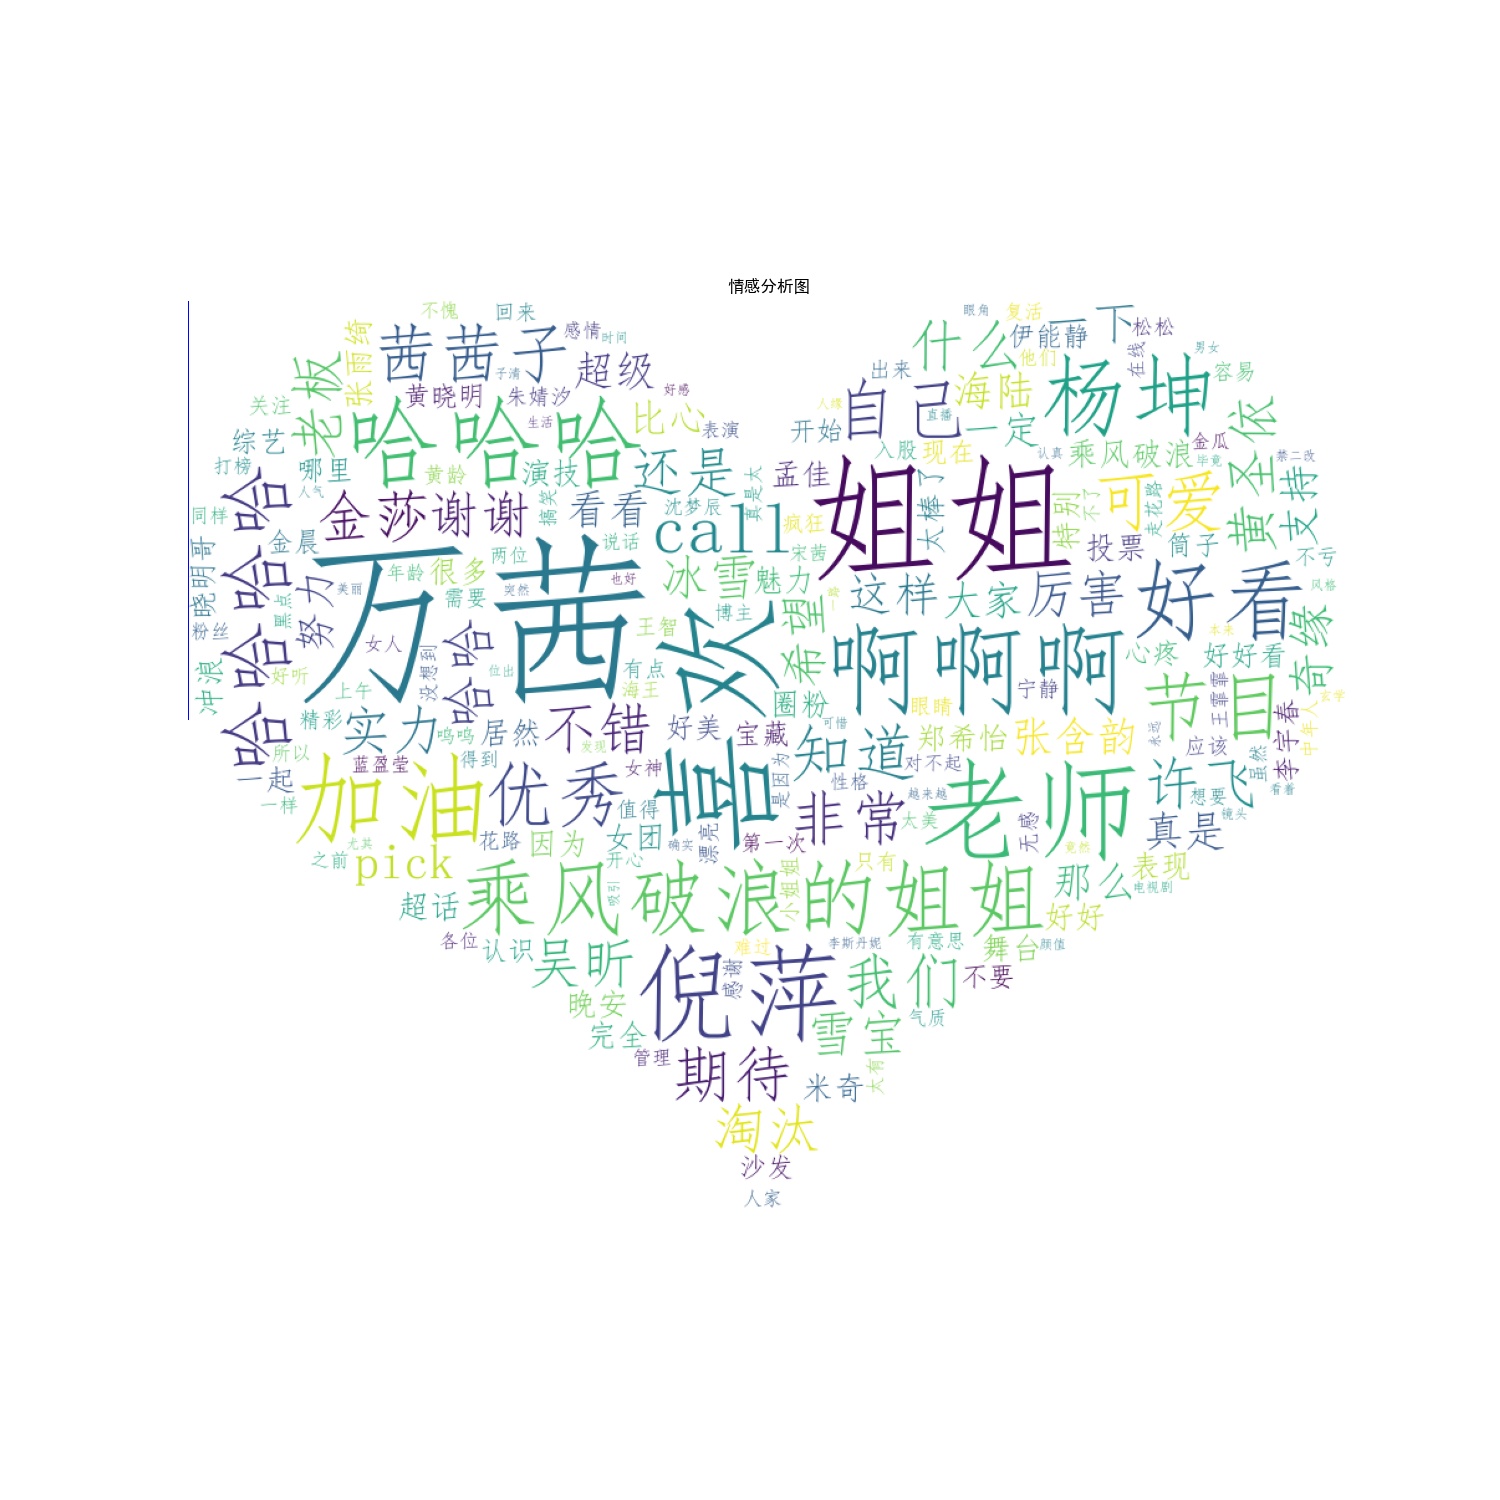 情感分析图
不愧
回来
感情
时间
眼角
复活
一下
松松
张雨绮
茜茜子
子清
超级
什么
伊能静
他们
在线
男女
老板
黄晓明
朱婧汐
好感
出来
海陆
杨坤
容易
关注
哈哈哈
生活
比心
表演
人缘
自己
直播
一定
依
综艺
打榜
哪里
人气
黄龄
演技
还是
开始
入股
现在
认真
乘风破浪
金瓜
毕竟
禁二改
哈哈哈哈
金莎谢谢
搞笑
看看
沈梦辰
真是太
孟佳
姐姐
太棒了
特别
不了
可爱
走花路
黄圣
支持
同样
金晨
call
疯狂
投票
简子
不亏
晓明哥
万茜
两位
说话
宋茜
年龄
很多
需要
突然
也好
冰雪
魅力
这样
大家
厉害
好看
风格
美丽
黑点
努力
粉丝
博主
希望
奇缘
女人
没想到
哈哈
王智
喜欢
啊啊啊
心疼
好好看
本来
冲浪
好听
上午
位出
有点
海王
圈粉
宁静
眼睛
节目
王霏霏
玄学
精彩
实力
呜呜
居然
不错
好美
宝藏
可惜
知道
郑希怡
张含韵
永远
应该
李宇春
中年人
所以
蓝盈莹
得到
发现
女神
是因为
性格
对不起
一起
加油
优秀
值得
越来越
老师
许飞
想要
虽然
看着
一样
尤其
花路
因为
女团
确实
漂亮
第一次
非常
太美
无感
竟然
真是
镜头
之前
pick
开心
吸引
小姐姐
只有
那么
表现
电视剧
超话
乘风破浪的姐姐
好好
各位
认识
吴昕
难过
李斯丹妮
有意思
舞台
颜值
晚安
倪萍
感谢
我们
不要
完全
雪宝
气质
管理
期待
米奇
太有
淘汰
沙发
人家